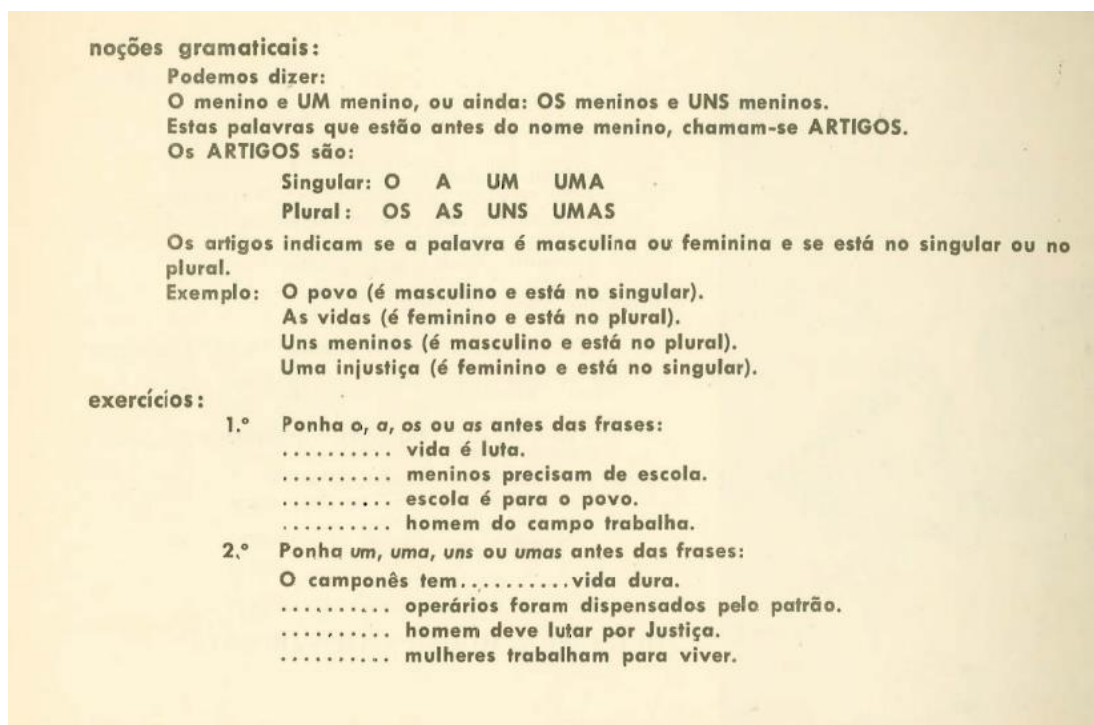 noções gramaticais:
Podemos dizer:
O menino e UM menino, ou ainda: OS meninos e UNS meninos.
Estas palavras que estão antes do nome menino, chamam-se ARTIGOS.
Os ARTIGOS são:
Singular: O A UM UMA
Plural: OS AS UNS UMAS
Os artigos indicam se a palavra é masculina ou feminina e se está no singular ou no
plural.
Exemplo: O povo (é masculino e está no singular).
As vidas (é feminino e está no plural).
Uns meninos (é masculino e está no plural).
Uma injustiça (é feminino e está no singular).
exercícios:
1.º Ponha o, a, os ou as antes das frases:
.......... vida é luta.
.......... meninos precisam de escola.
.......... escola é para o povo.
.......... homem do campo trabalha.
2.º Ponha um, uma, uns ou umas antes das frases:
O camponês tem..........vida dura.
.......... operários foram dispensados pelo patrão.
.......... homem deve lutar por Justiça.
.......... mulheres trabalham para viver.